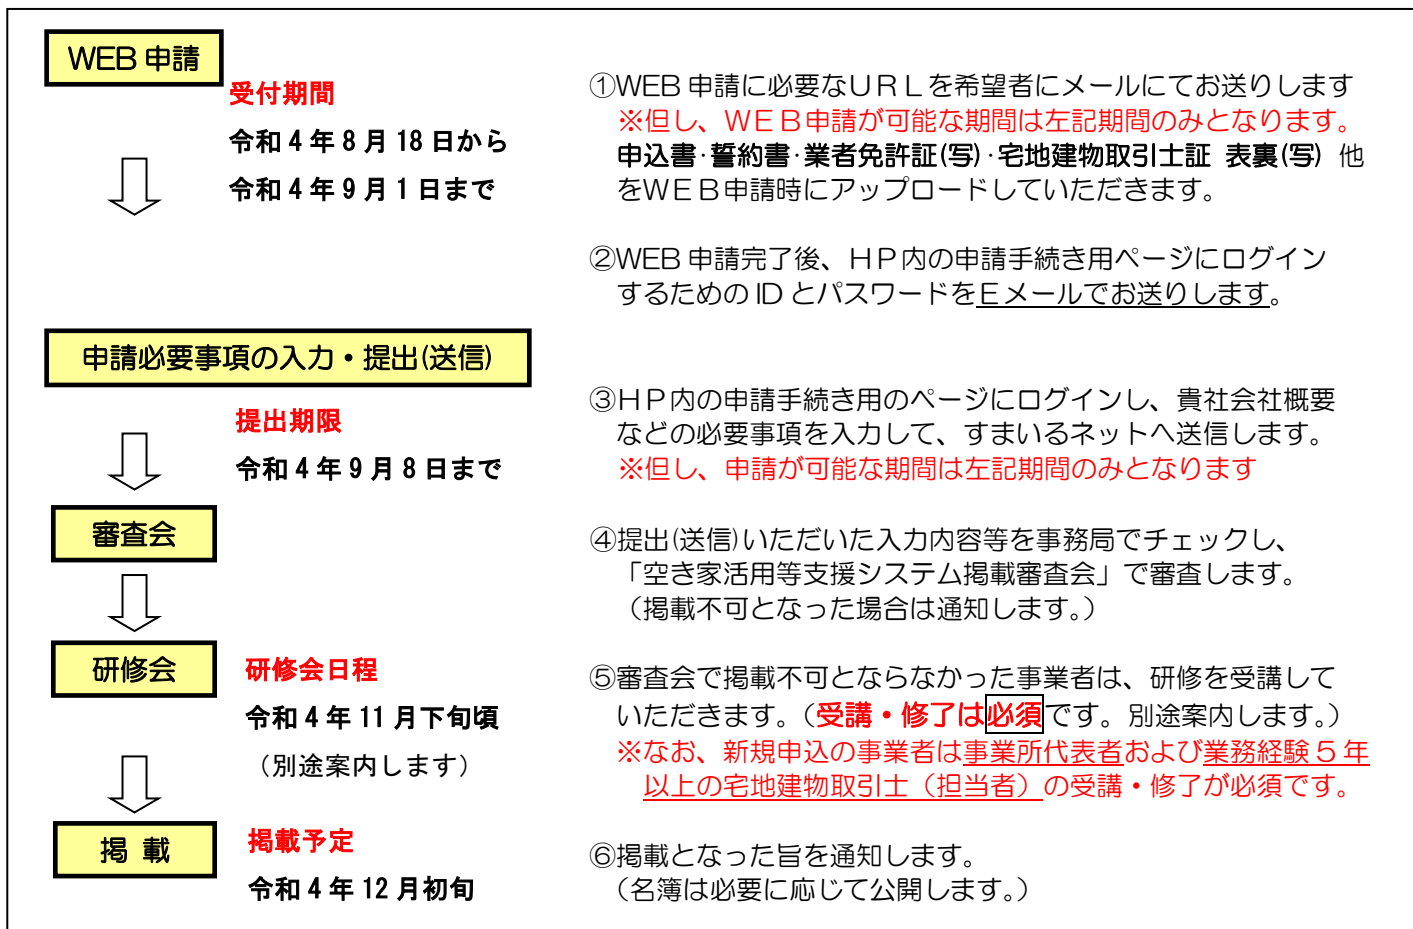 WEB 申請
受付期間
令和４年８月 18 日から
令和４年９月１日まで
①WEB 申請に必要なＵＲＬを希望者にメールにてお送りします
※但し、ＷＥＢ申請が可能な期間は左記期間のみとなります。
申込書･誓約書･業者免許証(写)･宅地建物取引士証 表裏(写) 他
をＷＥＢ申請時にアップロードしていただきます。
②WEB 申請完了後、ＨＰ内の申請手続き用ページにログイン
するための ID とパスワードをＥメールでお送りします。
申請必要事項の入力・提出(送信)
提出期限
令和４年９月８日まで
③ＨＰ内の申請手続き用のページにログインし、貴社会社概要
などの必要事項を入力して、すまいるネットへ送信します。
※但し、申請が可能な期間は左記期間のみとなります
審査会
④提出(送信)いただいた入力内容等を事務局でチェックし、
「空き家活用等支援システム掲載審査会」で審査します。
（掲載不可となった場合は通知します。）
研修会
研修会日程
令和４年 11 月下旬頃
（別途案内します）
⑤審査会で掲載不可とならなかった事業者は、研修を受講して
いただきます。（受講・修了は必須です。別途案内します。）
※なお、新規申込の事業者は事業所代表者および業務経験５年
以上の宅地建物取引士（担当者）の受講・修了が必須です。
掲 載
掲載予定
令和４年 12 月初旬
⑥掲載となった旨を通知します。
（名簿は必要に応じて公開します。）